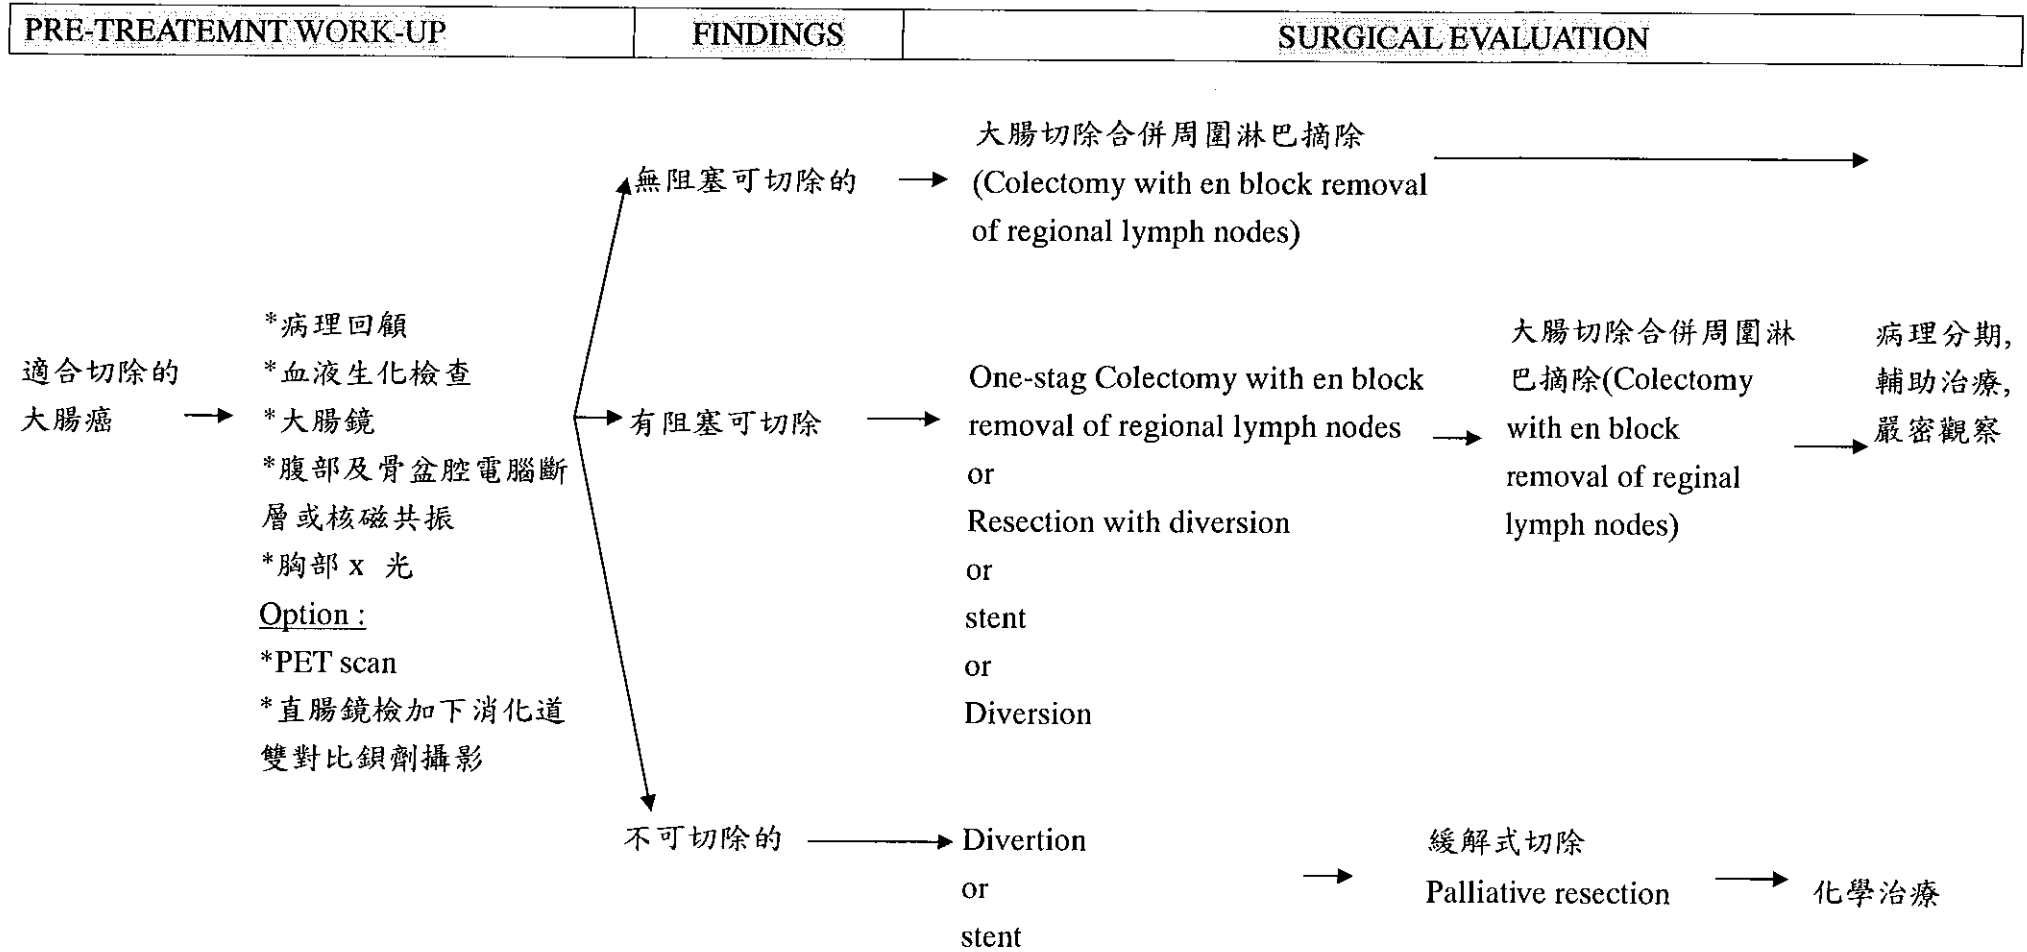 PRE-TREATEMNT WORK-UP
FINDINGS
SURGICAL EVALUATION
適合切除的
大腸癌
*病理回顧
*血液生化檢查
*大腸鏡
*腹部及骨盆腔電腦斷
層或核磁共振
*胸部 x 光
Option :
*PET scan
*直腸鏡檢加下消化道
雙對比鋇劑攝影
無阻塞可切除的
大腸切除合併周圍淋巴摘除
(Colectomy with en block removal
of regional lymph nodes)
有阻塞可切除
One-stag Colectomy with en block
removal of regional lymph nodes
or
Resection with diversion
or
stent
or
Diversion
大腸切除合併周圍淋
巴摘除(Colectomy
with en block
removal of reginal
lymph nodes)
病理分期,
輔助治療,
嚴密觀察
不可切除的
Divertion
or
stent
緩解式切除
Palliative resection
化學治療